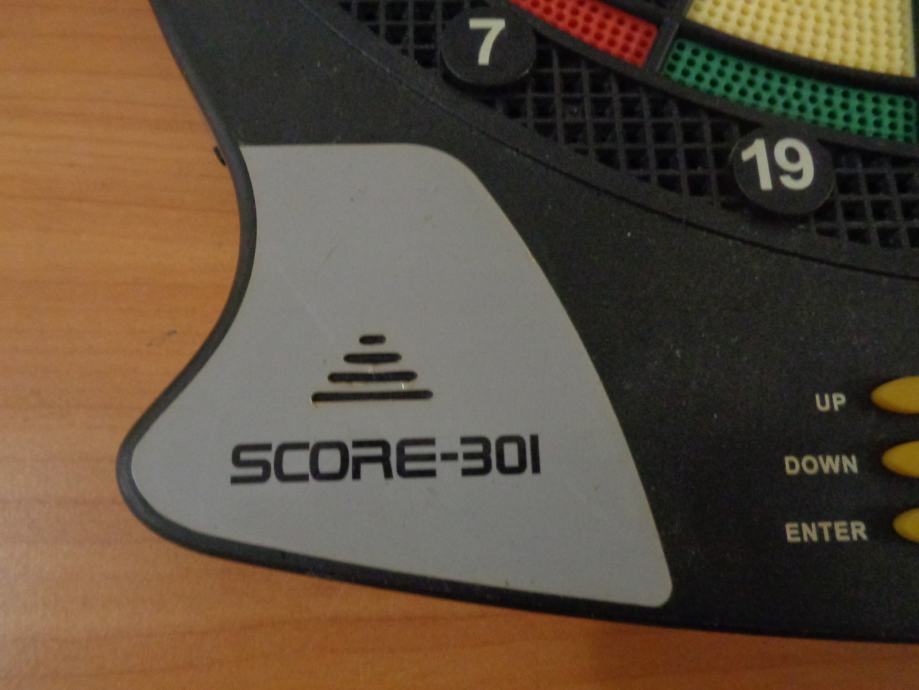 7
19
SCORE-301
UP
DOWN
ENTER